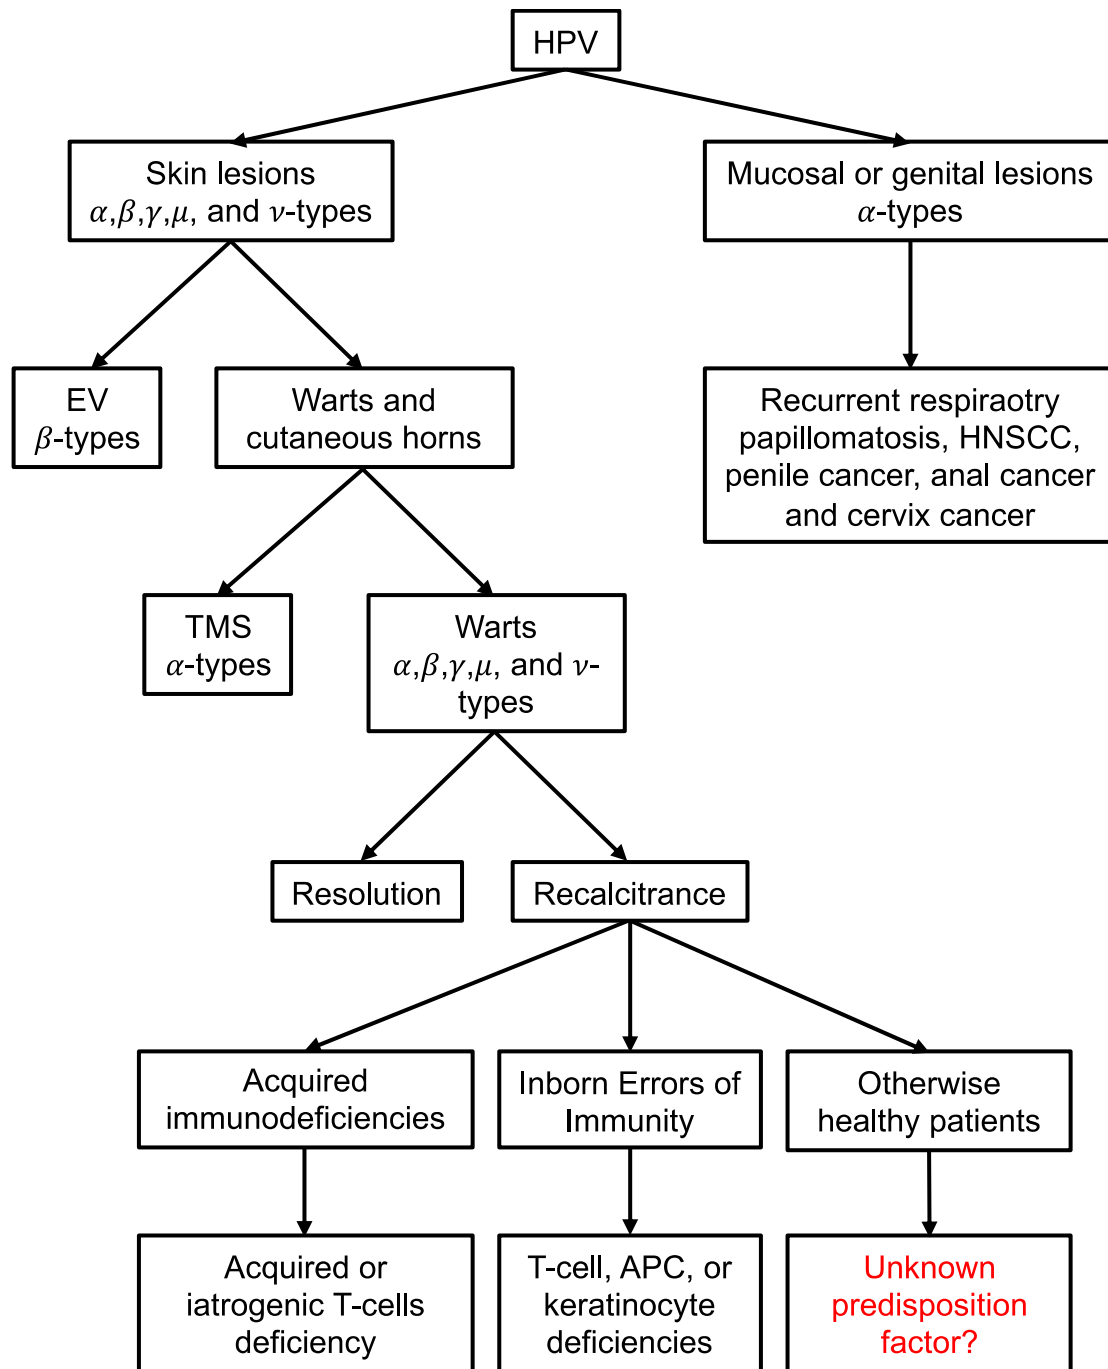 HPV
Skin lesions
α,β,γ,μ, and ν-types
Mucosal or genital lesions
α-types
EV
β-types
Warts and
cutaneous horns
Recurrent respiraotry
papillomatosis, HNSCC,
penile cancer, anal cancer
and cervix cancer
TMS
α-types
Warts
α,β,γ,μ, and ν-
types
Resolution
Recalcitrance
Acquired
immunodeficiencies
Inborn Errors of
Immunity
Otherwise
healthy patients
Acquired or
iatrogenic T-cells
deficiency
T-cell, APC, or
keratinocyte
deficiencies
Unknown
predisposition
factor?